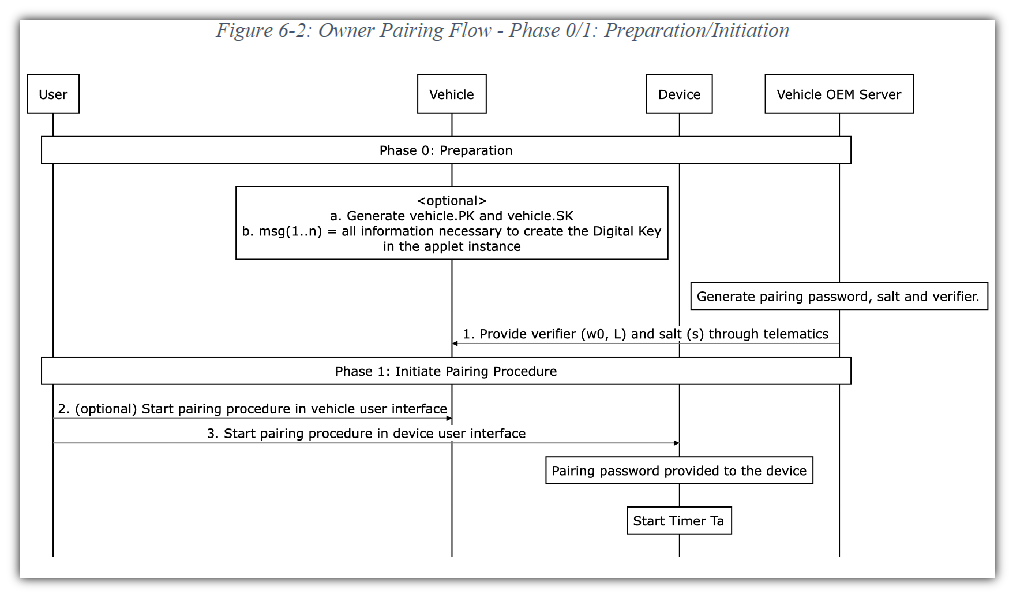 Figure 6-2: Owner Pairing Flow - Phase 0/1: Preparation/Initiation
User
Vehicle
Device
Vehicle OEM Server
Phase 0: Preparation
<optional>
a. Generate vehicle.PK and vehicle.SK
b. msg(1..n) = all information necessary to create the Digital Key
in the applet instance
Generate pairing password, salt and verifier.
1. Provide verifier (w0, L) and salt (s) through telematics
Phase 1: Initiate Pairing Procedure
2. (optional) Start pairing procedure in vehicle user interface
3. Start pairing procedure in device user interface
Pairing password provided to the device
Start Timer Ta